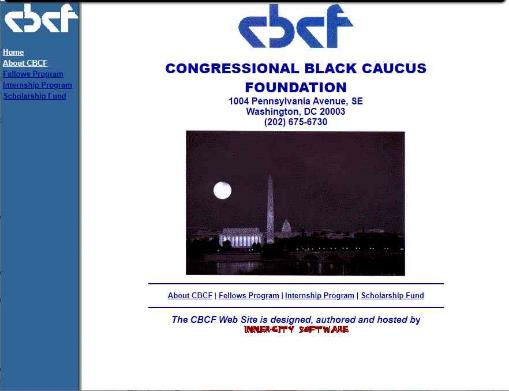 cbcf
Home
About CBCF
Fellows Program
Internship Program
Scholarship Fund
cbcf
CONGRESSIONAL BLACK CAUCUS
FOUNDATION
1004 Pennsylvania Avenue, SE
Washington, DC 20003
(202) 675-6730
About CBCF | Fellows Program | Internship Program | Scholarship Fund
The CBCF Web Site is designed, authored and hosted by
INNER-CITY SOFTWARE